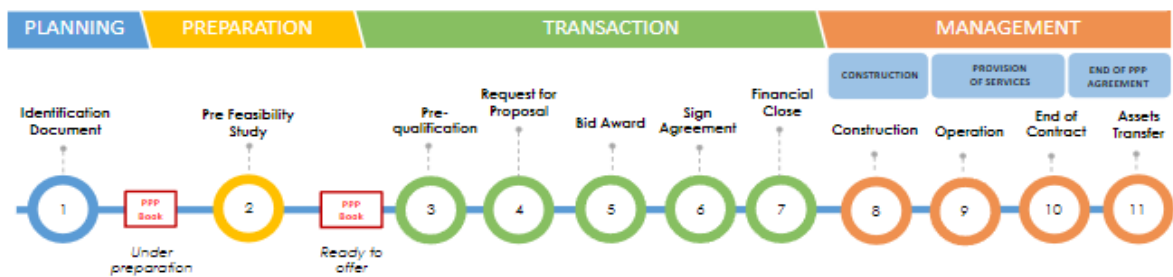 PLANNING
PREPARATION
TRANSACTION
MANAGEMENT
CONSTRUCTION
PROVISION
OF SERVICES
END OF PPP
AGREEMENT
Identification
Document
Pre Feasibility
Study
Pre-
qualification
Request for
Proposal
Bid Award
Sign
Agreement
Financial
Close
Construction
Operation
End of
Contract
Assets
Transfer
1
PPP
Book
2
PPP
Book
3
4
5
6
7
8
9
10
11
Under
preparation
Ready to
offer